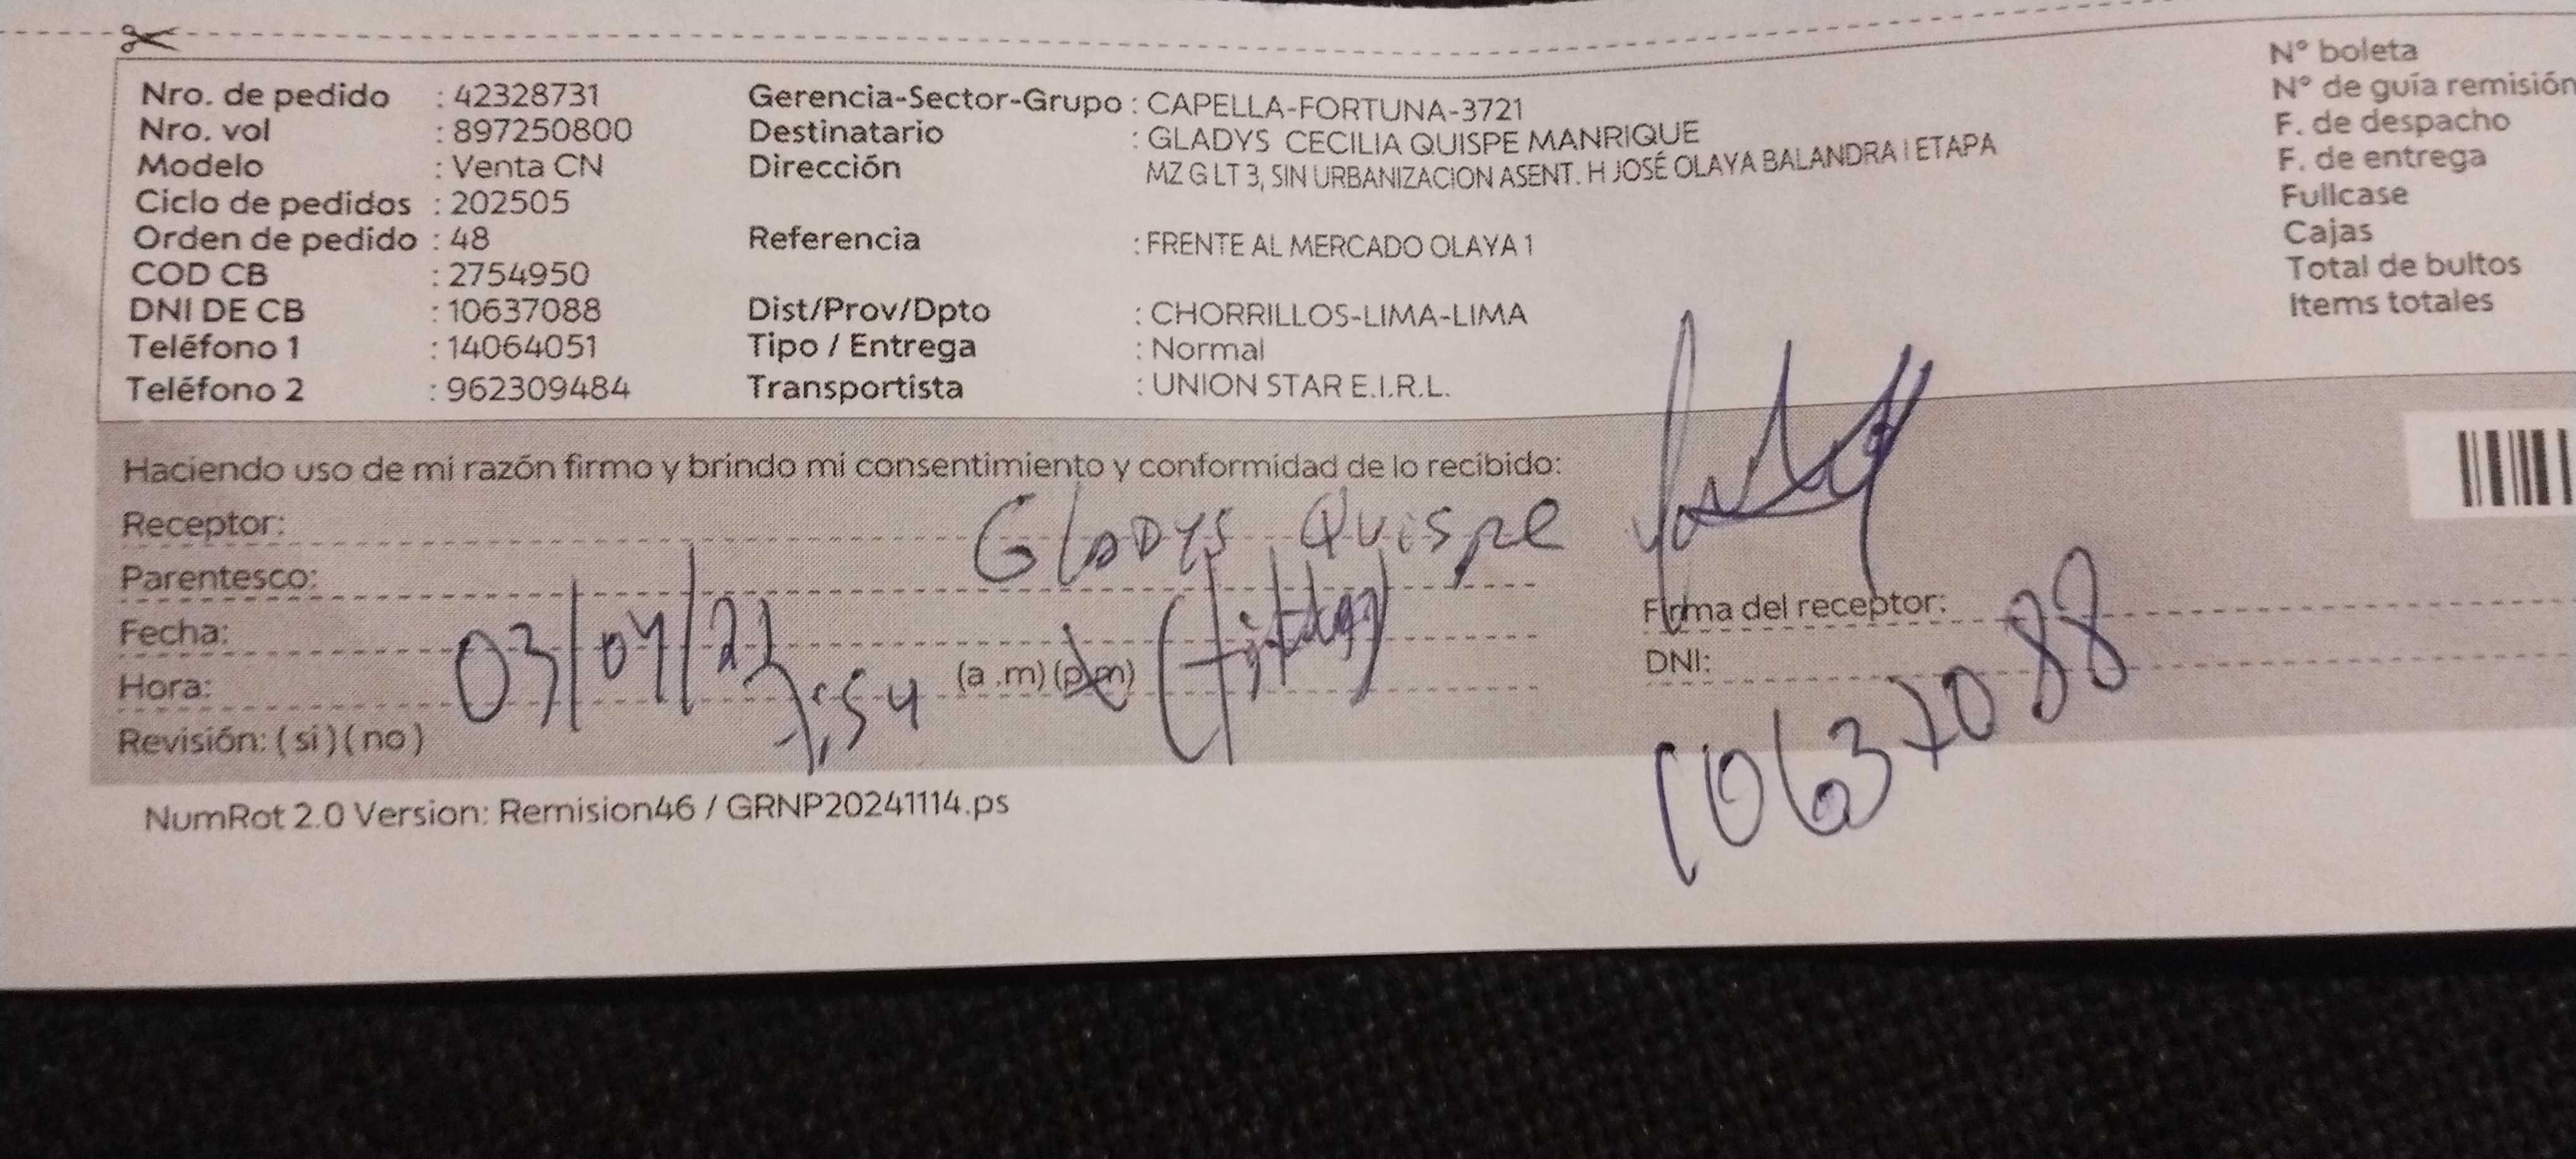 Nro. de pedido : 42328731 Gerencia-Sector-Grupo : CAPELLA-FORTUNA-3721 N° boleta
Nro. vol : 897250800 Destinatario : GLADYS CECILIA QUISPE MANRIQUE N° de guía remisión
Modelo : Venta CN Dirección MZ G LT 3, SIN URBANIZACION ASENT. H JOSÉ OLAYA BALANDRA I ETAPA F. de despacho
Ciclo de pedidos : 202505 F. de entrega
Orden de pedido : 48 Referencia : FRENTE AL MERCADO OLAYA 1 Fullcase
COD CB : 2754950 Cajas
DNI DE CB : 10637088 Dist/Prov/Dpto : CHORRILLOS-LIMA-LIMA Total de bultos
Teléfono 1 : 14064051 Tipo / Entrega : Normal Items totales
Teléfono 2 : 962309484 Transportista : UNION STAR E.I.R.L.
Haciendo uso de mi razón firmo y brindo mi consentimiento y conformidad de lo recibido:
Receptor: Gladys Quispe
Parentesco: Firma del receptor:
Fecha: 03/04/
Hora: 7:54 (a .m) (p.m) DNI: 10637088
Revisión: ( si ) ( no )
NumRot 2.0 Version: Remision46 / GRNP20241114.ps